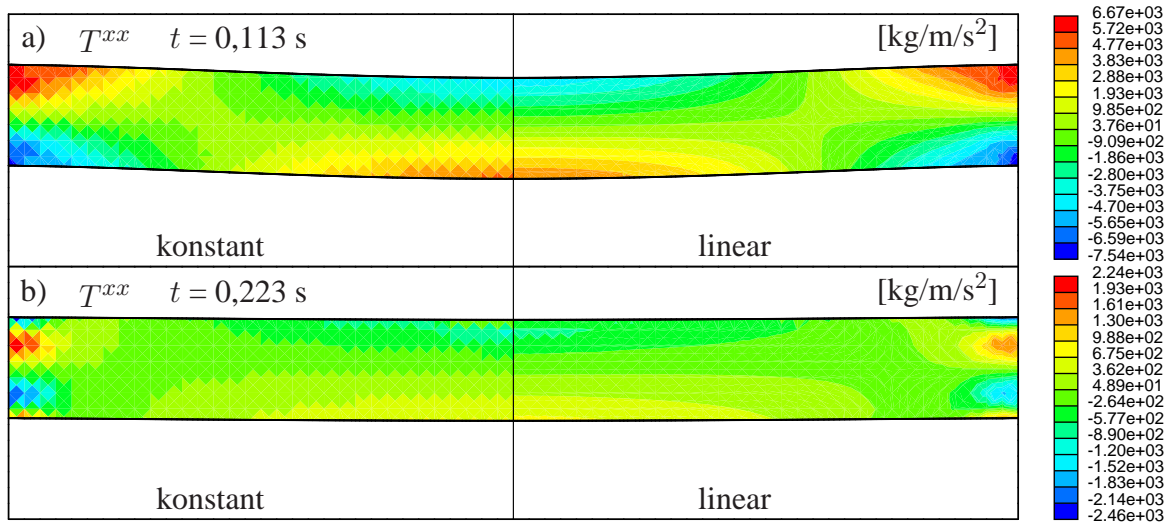 a) Txx t = 0,113 s [kg/m/s2]
konstant linear
6.67e+03
5.72e+03
4.77e+03
3.83e+03
2.88e+03
1.93e+03
9.85e+02
3.76e+01
-9.09e+02
-1.86e+03
-2.80e+03
-3.75e+03
-4.70e+03
-5.65e+03
-6.59e+03
-7.54e+03
b) Txx t = 0,223 s [kg/m/s2]
konstant linear
2.24e+03
1.93e+03
1.61e+03
1.30e+03
9.88e+02
6.75e+02
3.62e+02
4.89e+01
-2.64e+02
-5.77e+02
-8.90e+02
-1.20e+03
-1.52e+03
-1.83e+03
-2.14e+03
-2.46e+03